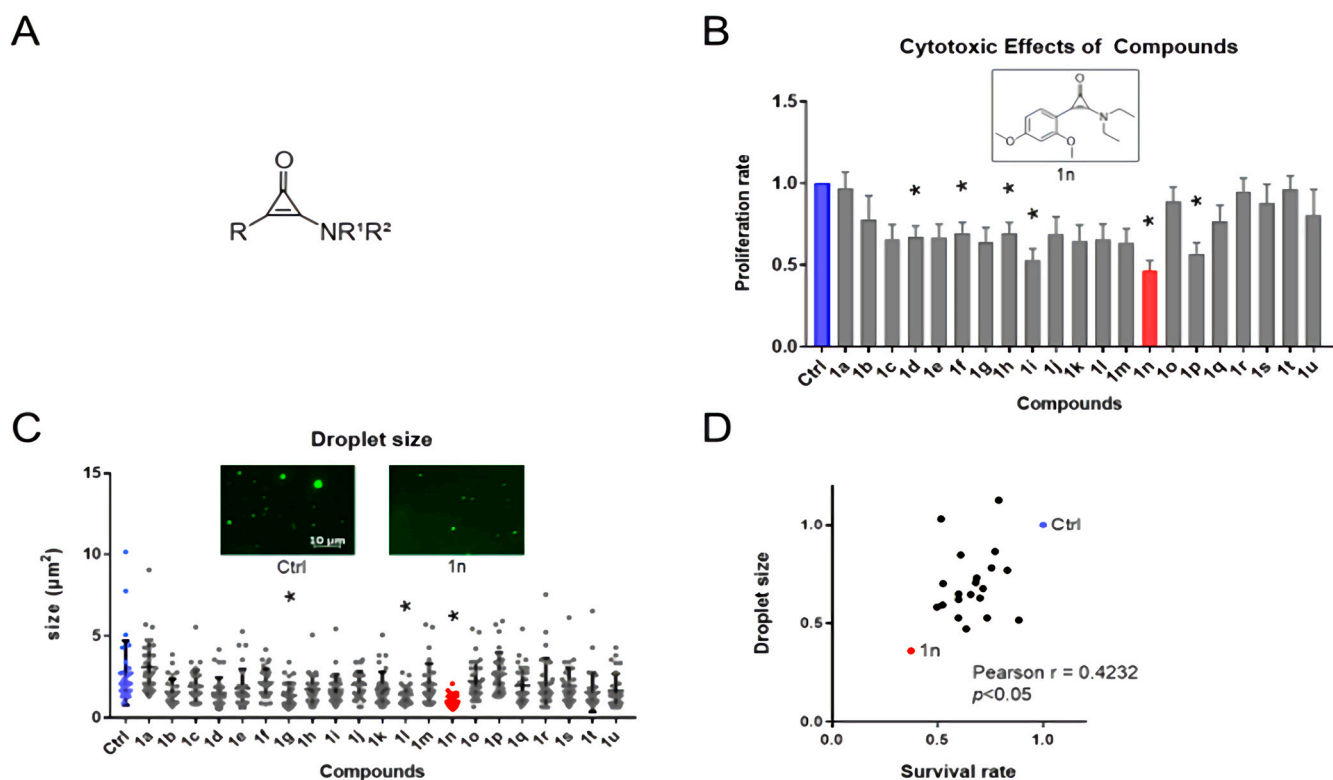 A
O
R
NR¹R²
B
Cytotoxic Effects of Compounds
O
N
O
O
1n
Proliferation rate
1.5
1.0
0.5
0.0
* * * * * *
Ctrl 1a 1b 1c 1d 1e 1f 1g 1h 1i 1j 1k 1l 1m 1n 1o 1p 1q 1r 1s 1t 1u
Compounds
C
Droplet size
10 µm
Ctrl
1n
size (µm²)
15
10
5
0
* * *
Ctrl 1a 1b 1c 1d 1e 1f 1g 1h 1i 1j 1k 1l 1m 1n 1o 1p 1q 1r 1s 1t 1u
Compounds
D
Droplet size
1.0
0.5
0.0
Ctrl
1n
Pearson r = 0.4232
p<0.05
0.0 0.5 1.0
Survival rate